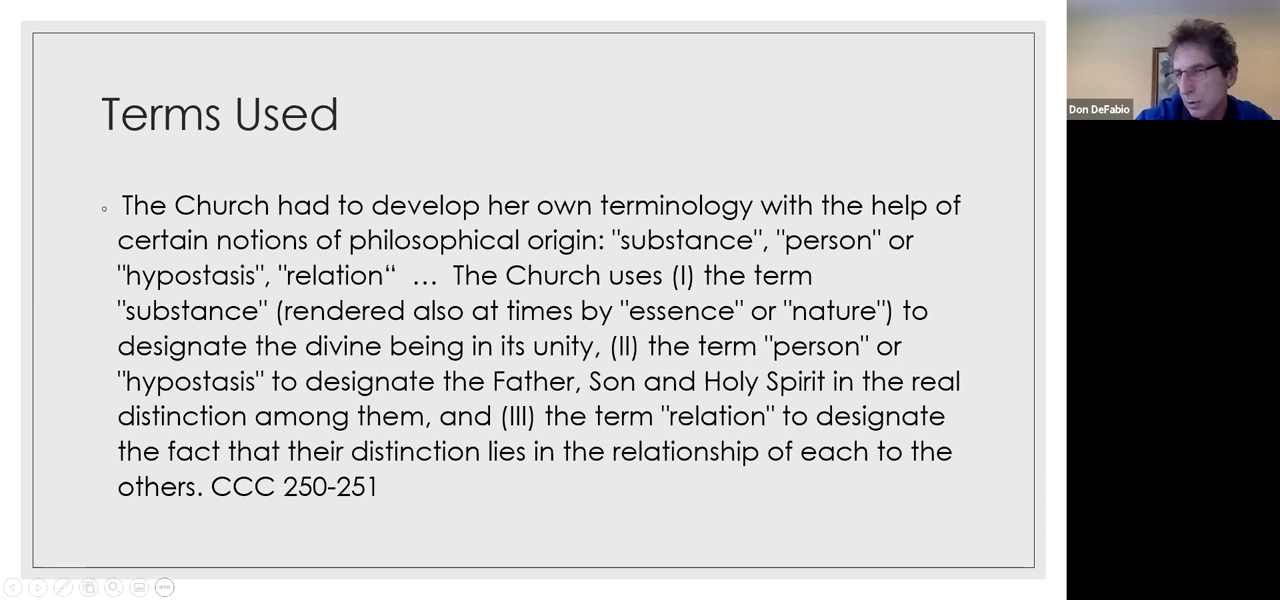 Terms Used
The Church had to develop her own terminology with the help of
certain notions of philosophical origin: "substance", "person" or
"hypostasis", "relation“ … The Church uses (I) the term
"substance" (rendered also at times by "essence" or "nature") to
designate the divine being in its unity, (II) the term "person" or
"hypostasis" to designate the Father, Son and Holy Spirit in the real
distinction among them, and (III) the term "relation" to designate
the fact that their distinction lies in the relationship of each to the
others. CCC 250-251
Don DeFabio